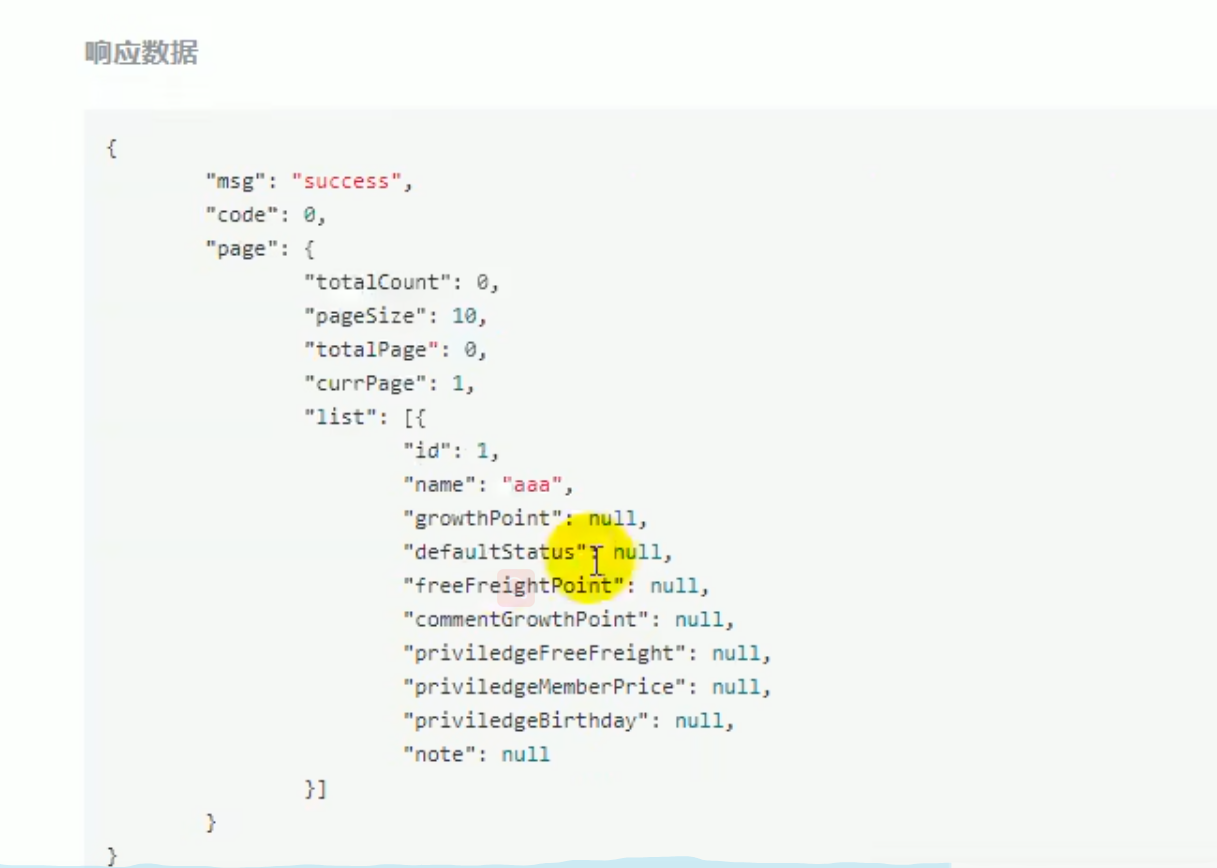 响应数据
{
"msg": "success",
"code": 0,
"page": {
"totalCount": 0,
"pageSize": 10,
"totalPage": 0,
"currPage": 1,
"list": [{
"id": 1,
"name": "aaa",
"growthPoint": null,
"defaultStatus": null,
"freeFreightPoint": null,
"commentGrowthPoint": null,
"priviledgeFreeFreight": null,
"priviledgeMemberPrice": null,
"priviledgeBirthday": null,
"note": null
}]
}
}